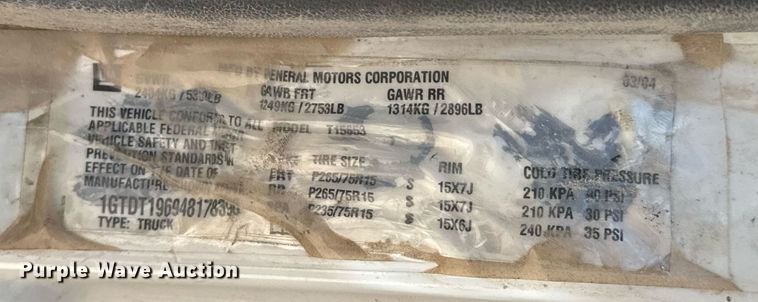 MFD BY GENERAL MOTORS CORPORATION 03/04
GVWR GAWR FRT GAWR RR
KG / LB 1249KG / 2753LB 1314KG / 2896LB
THIS VEHICLE CONFORMS TO ALL
APPLICABLE FEDERAL
MODEL T15653
VEHICLE SAFETY AND THEFT
PREVENTION STANDARDS IN
EFFECT ON THE DATE OF
MANUFACTURE
TIRE SIZE RIM COLD TIRE PRESSURE
FRT P265/75R15 S 15X7J 210 KPA 30 PSI
RR P265/75R15 S 15X7J 210 KPA 30 PSI
P235/75R15 S 15X6J 240 KPA 35 PSI
TYPE: TRUCK
Purple Wave Auction